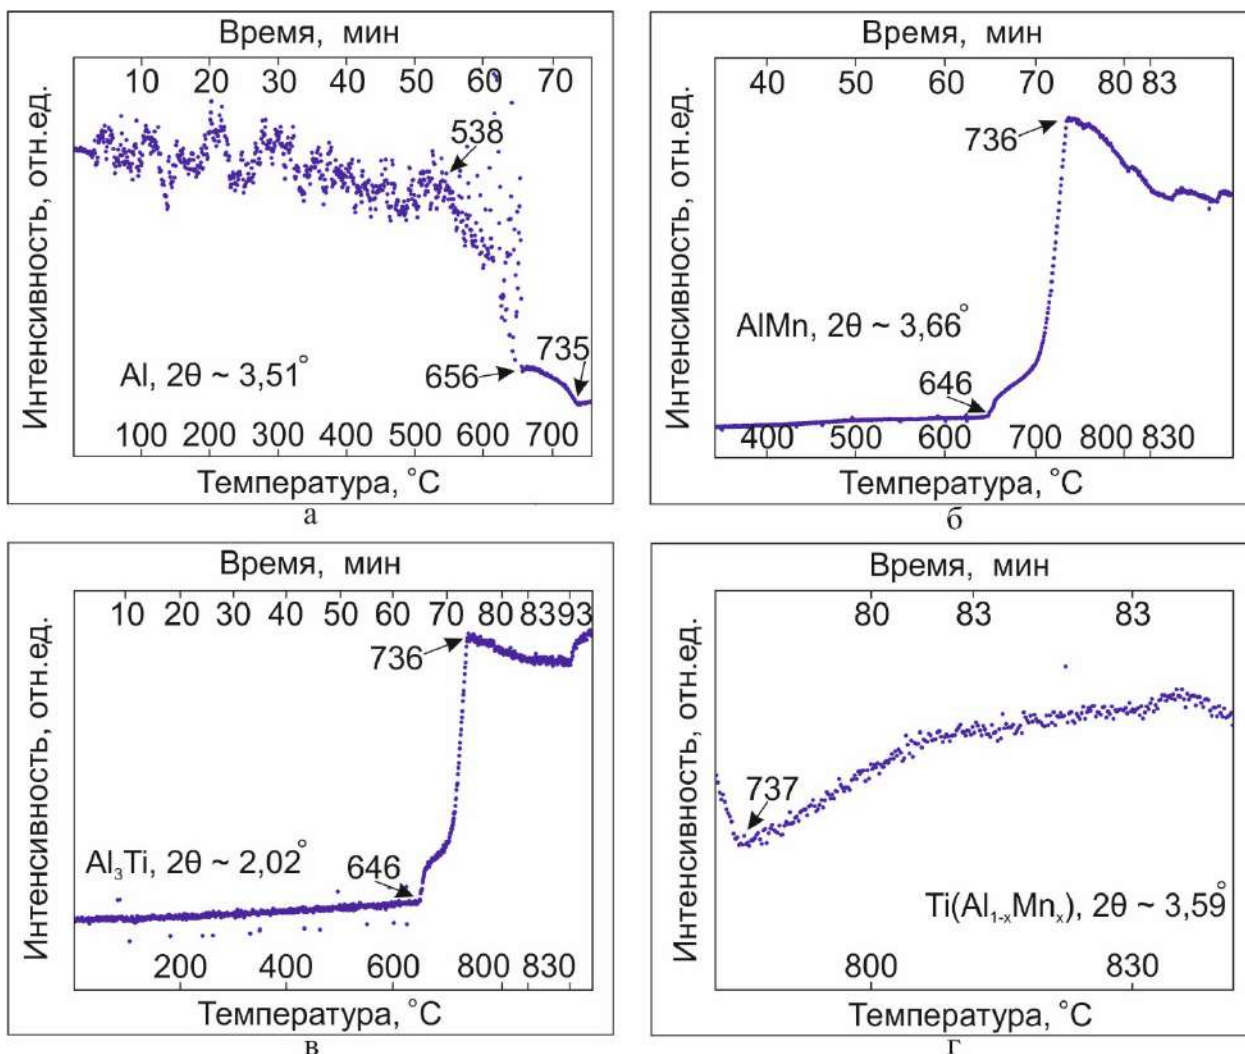 Время, мин
10 20 30 40 50 60 70
Интенсивность, отн.ед.
538
735
656
Al, 2θ ~ 3,51°
100 200 300 400 500 600 700
Температура, °С
а
Время, мин
40 50 60 70 80 83
Интенсивность, отн.ед.
736
AlMn, 2θ ~ 3,66°
646
400 500 600 700 800 830
Температура, °С
б
Время, мин
10 20 30 40 50 60 70 80 83 93
Интенсивность, отн.ед.
736
Al₃Ti, 2θ ~ 2,02°
646
200 400 600 800 830
Температура, °С
в
Время, мин
80 83 83
Интенсивность, отн.ед.
737
Ti(Al₁₋ₓMnₓ), 2θ ~ 3,59°
800 830
Температура, °С
г